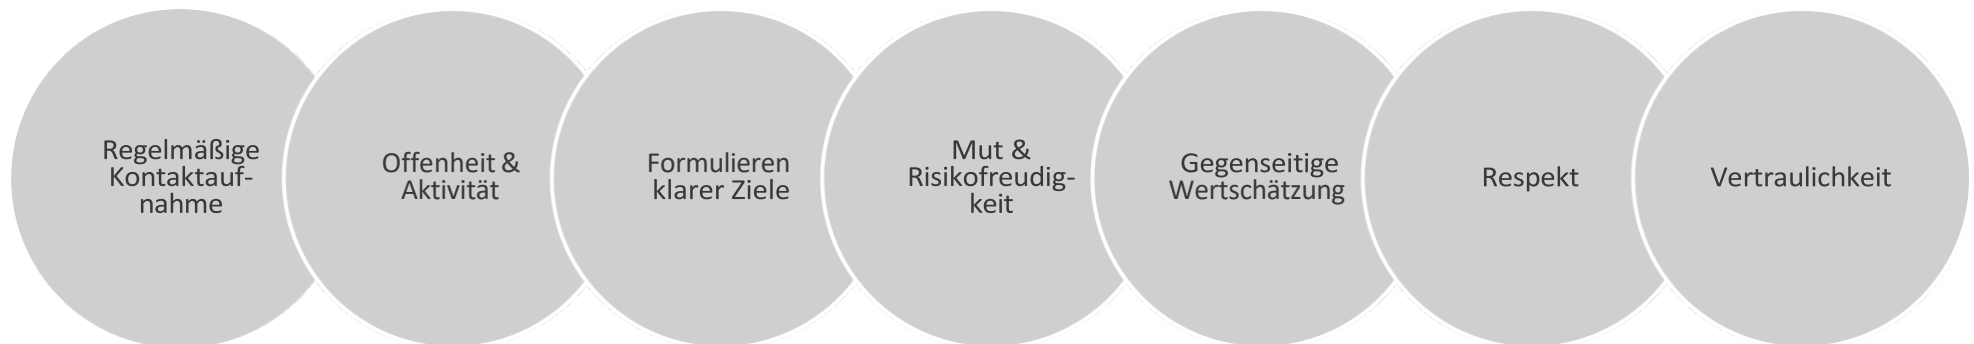 Regelmäßige
Kontaktauf-
nahme
Offenheit &
Aktivität
Formulieren
klarer Ziele
Mut &
Risikofreudig-
keit
Gegenseitige
Wertschätzung
Respekt
Vertraulichkeit